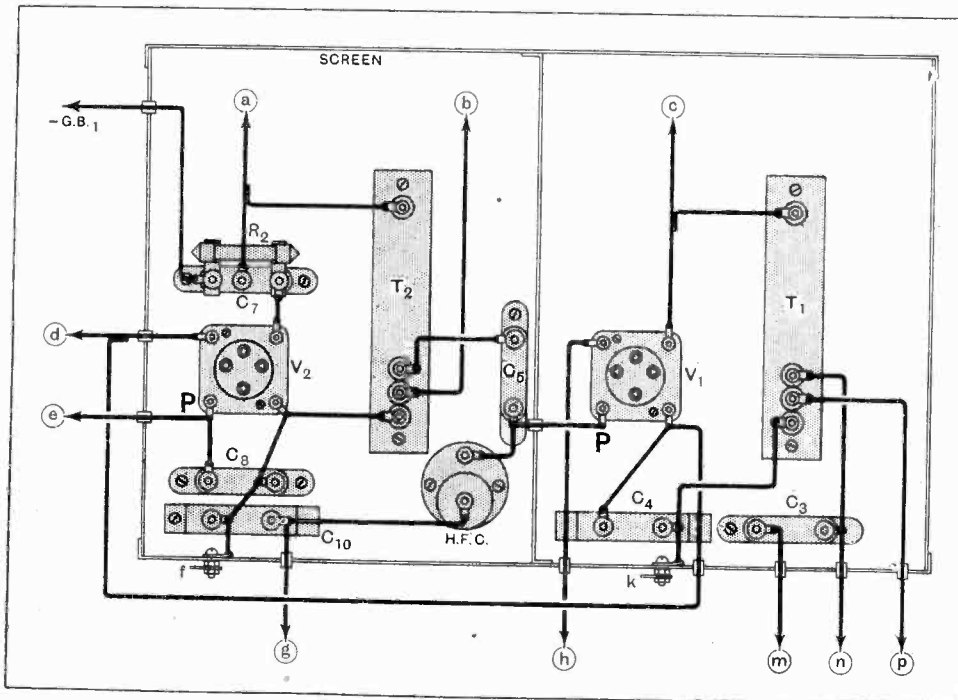 SCREEN
a
b
c
– G.B. 1
R2
C7
T2
T1
d
V2
C5
V1
e
P
P
C8
C4
C3
C10
H.F.C.
f
k
g
h
m
n
p